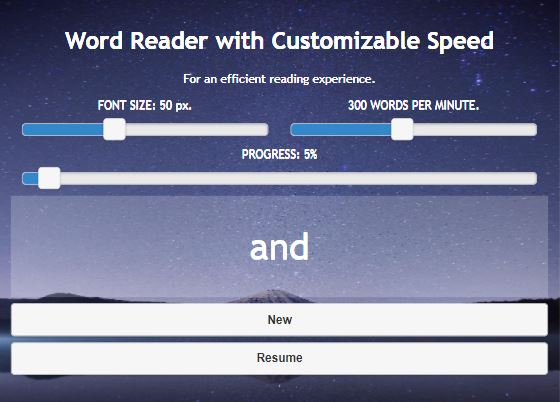 Word Reader with Customizable Speed
For an efficient reading experience.
FONT SIZE: 50 px.
300 WORDS PER MINUTE.
PROGRESS: 5%
and
New
Resume